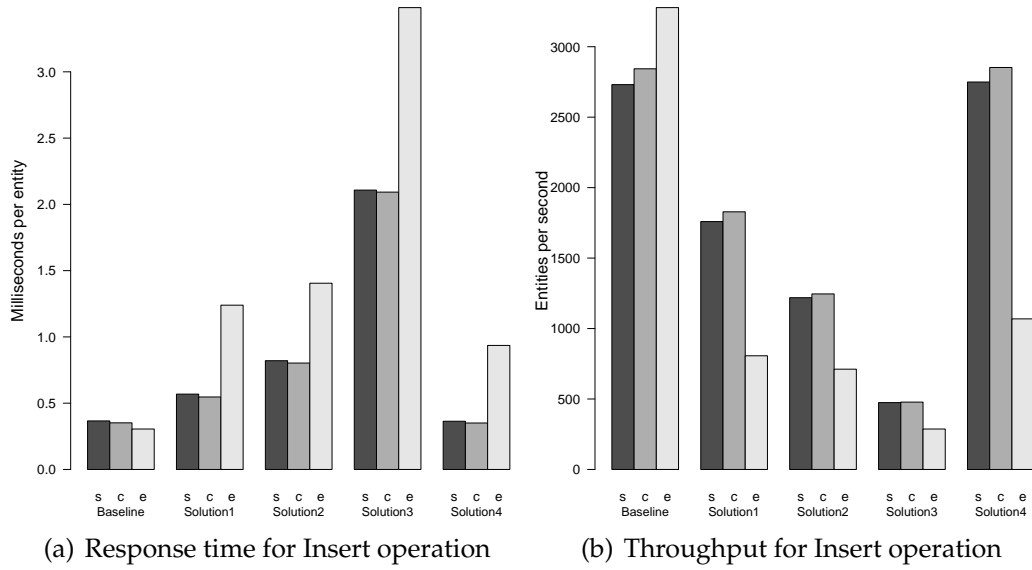 Milliseconds per entity
3.0
2.5
2.0
1.5
1.0
0.5
0.0
s c e s c e s c e s c e s c e
Baseline Solution1 Solution2 Solution3 Solution4
(a) Response time for Insert operation
Entities per second
3000
2500
2000
1500
1000
500
0
s c e s c e s c e s c e s c e
Baseline Solution1 Solution2 Solution3 Solution4
(b) Throughput for Insert operation